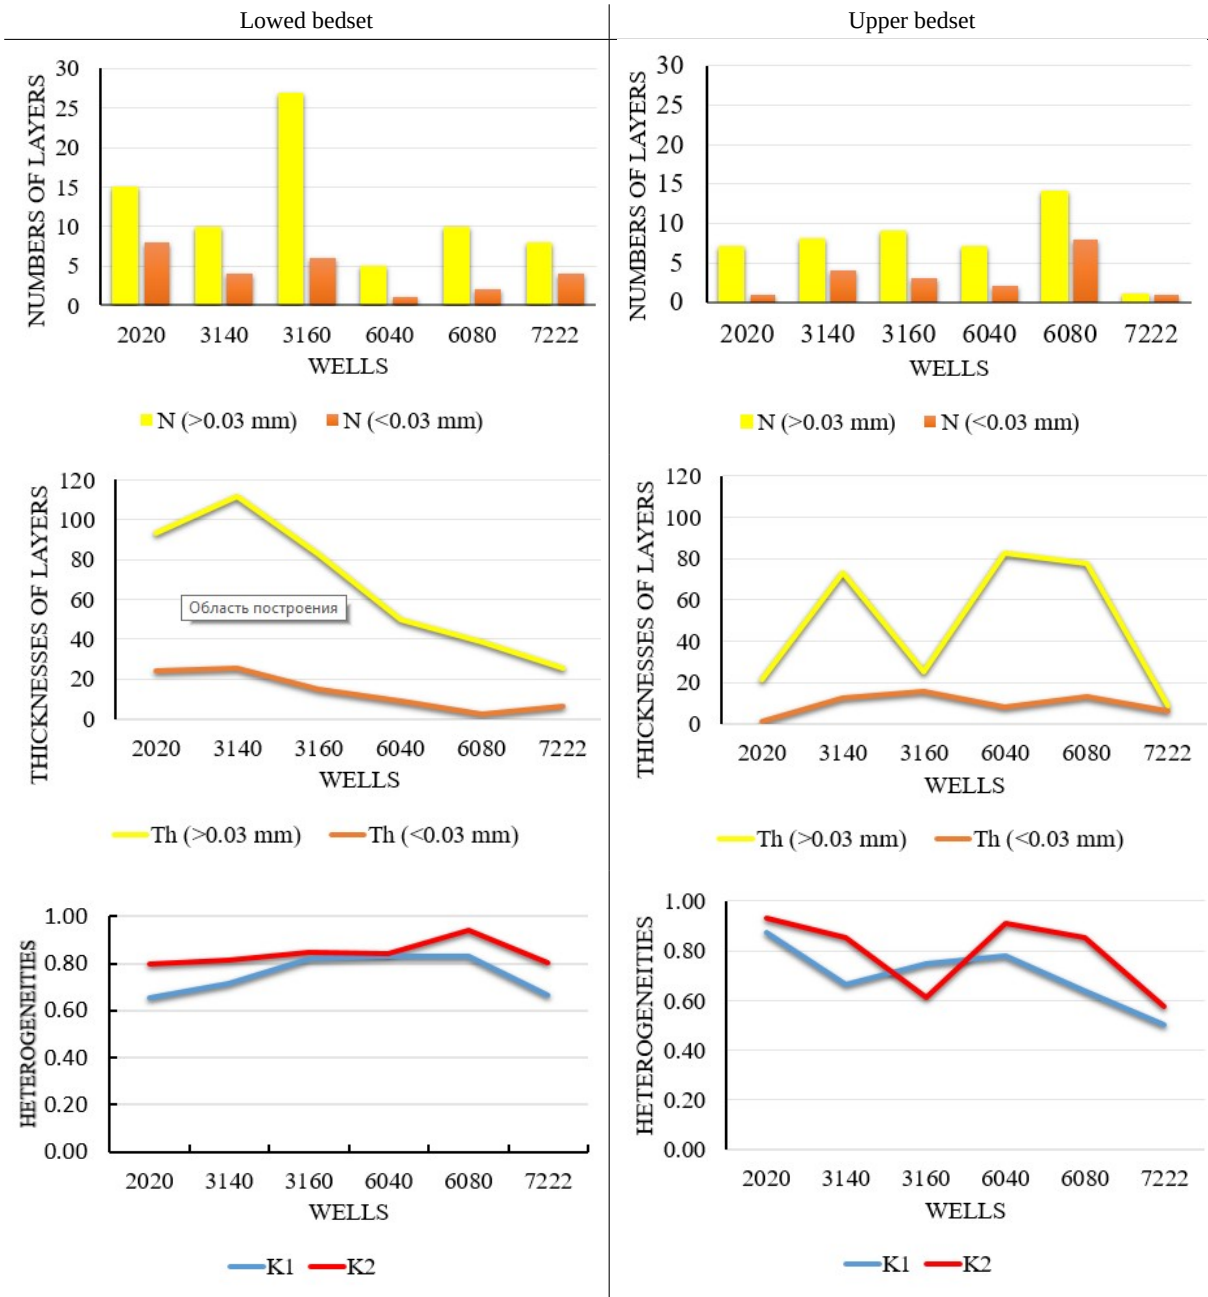 Lowed bedset
Upper bedset
NUMBERS OF LAYERS
30
25
20
15
10
5
0
2020 3140 3160 6040 6080 7222
WELLS
N (>0.03 mm) N (<0.03 mm)
NUMBERS OF LAYERS
30
25
20
15
10
5
0
2020 3140 3160 6040 6080 7222
WELLS
N (>0.03 mm) N (<0.03 mm)
THICKNESSES OF LAYERS
120
100
80
60
40
20
0
Область построения
2020 3140 3160 6040 6080 7222
WELLS
Th (>0.03 mm) Th (<0.03 mm)
THICKNESSES OF LAYERS
120
100
80
60
40
20
0
2020 3140 3160 6040 6080 7222
WELLS
Th (>0.03 mm) Th (<0.03 mm)
HETEROGENEITIES
1.00
0.80
0.60
0.40
0.20
0.00
2020 3140 3160 6040 6080 7222
WELLS
K1 K2
HETEROGENEITIES
1.00
0.80
0.60
0.40
0.20
0.00
2020 3140 3160 6040 6080 7222
WELLS
K1 K2